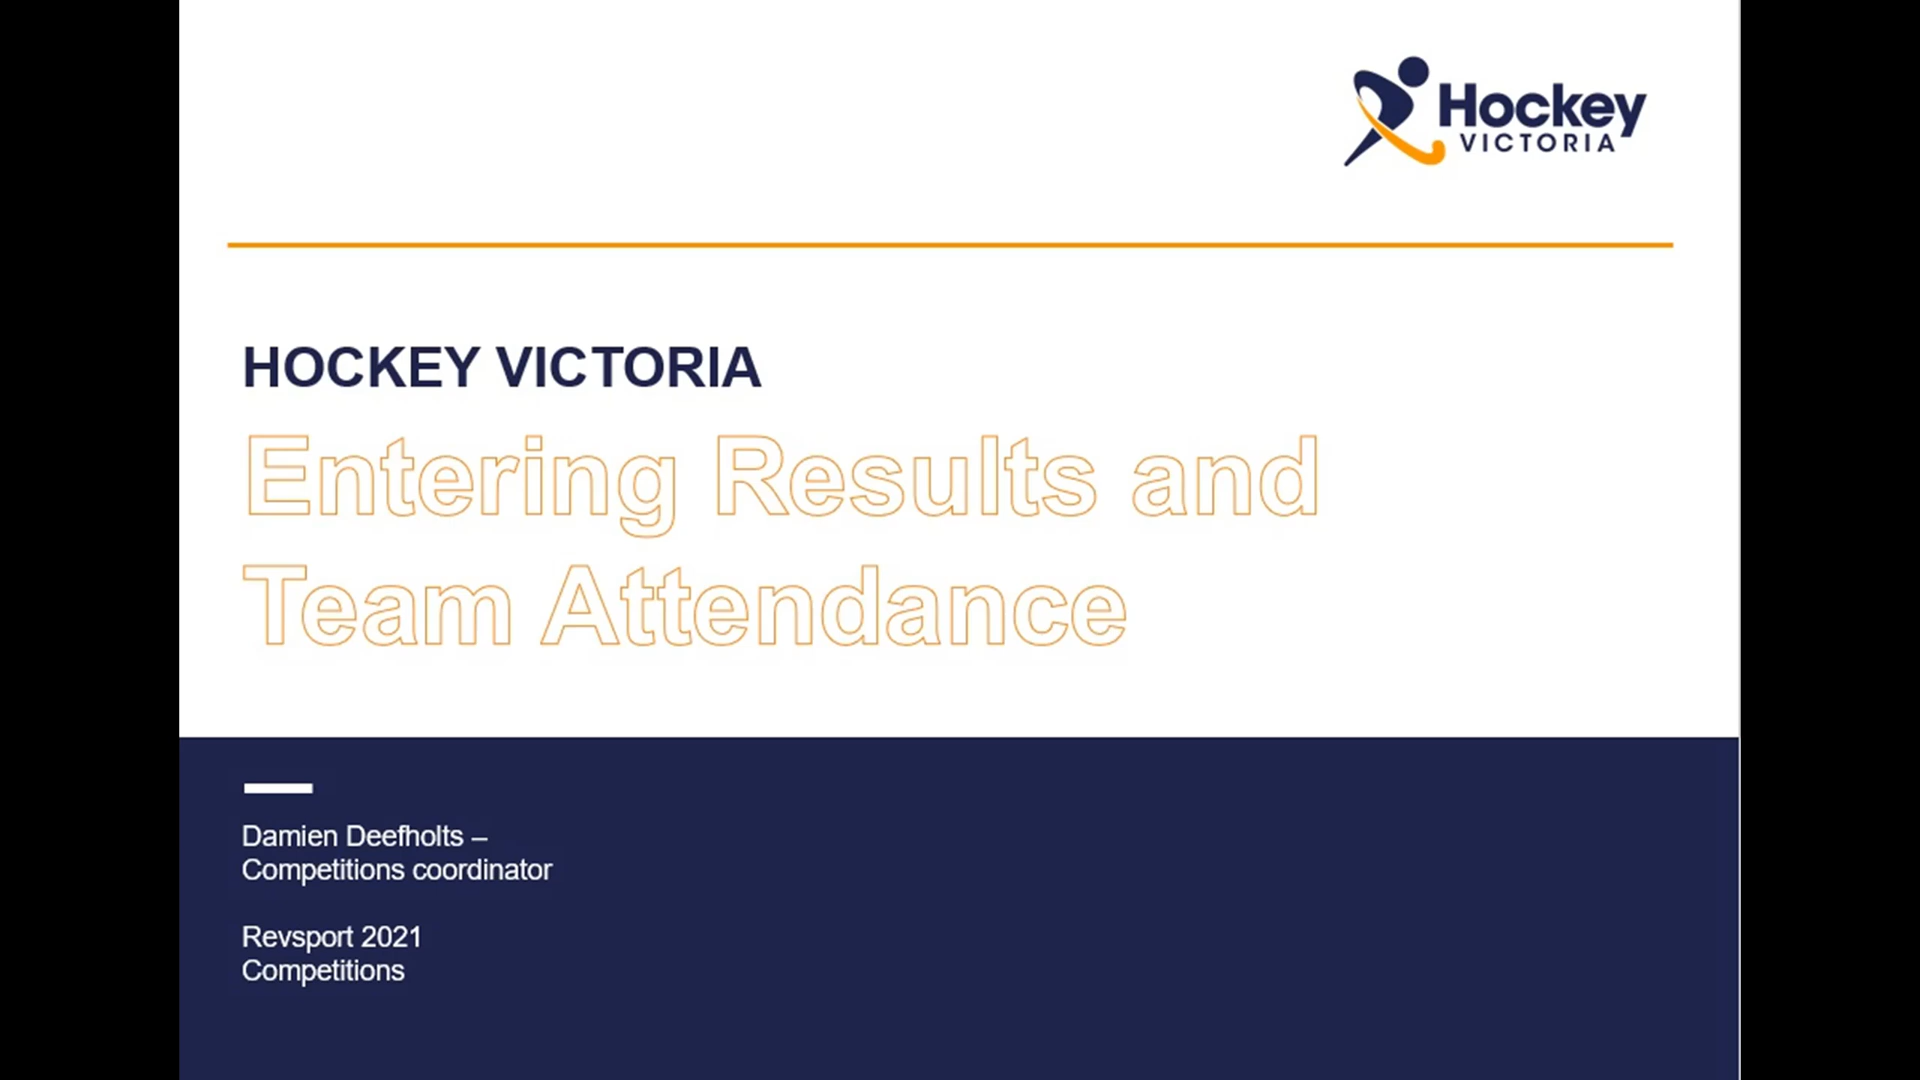 Hockey
VICTORIA
HOCKEY VICTORIA
Entering Results and
Team Attendance
Damien Deefholts –
Competitions coordinator
Revsport 2021
Competitions